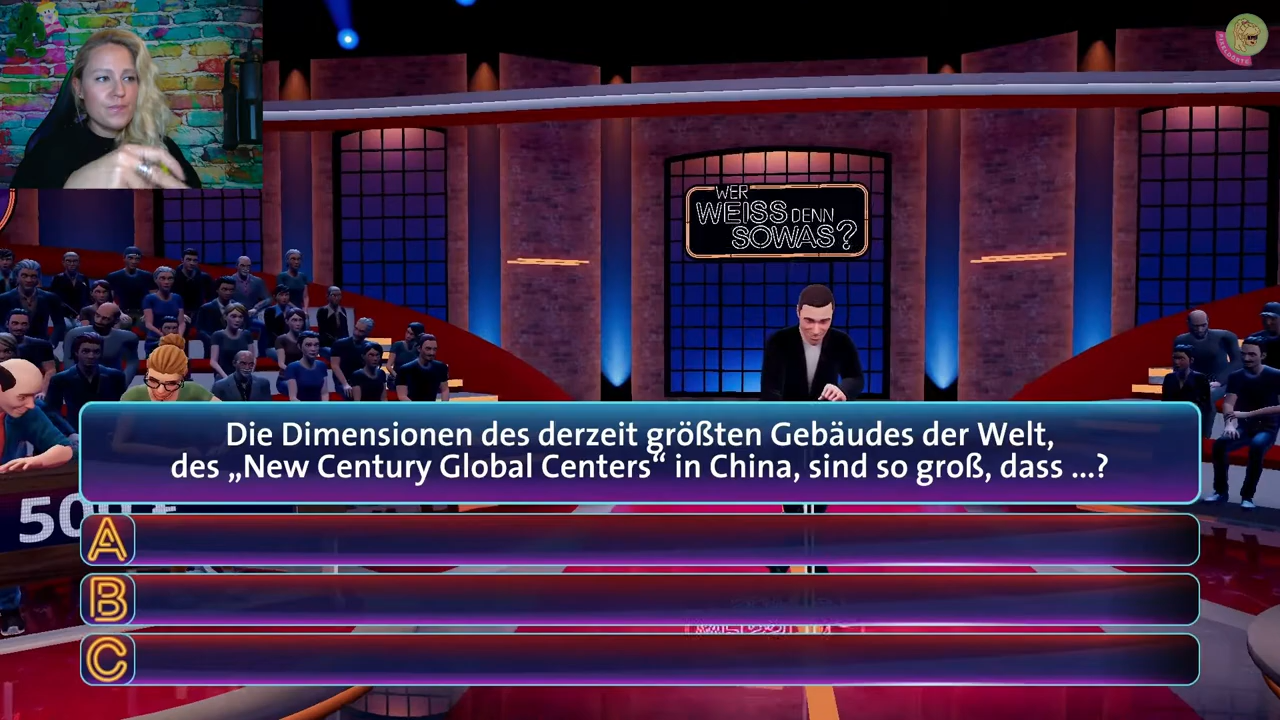 WER
WEISS DENN
SOWAS?
Die Dimensionen des derzeit größten Gebäudes der Welt,
des „New Century Global Centers“ in China, sind so groß, dass ...?
A
B
C